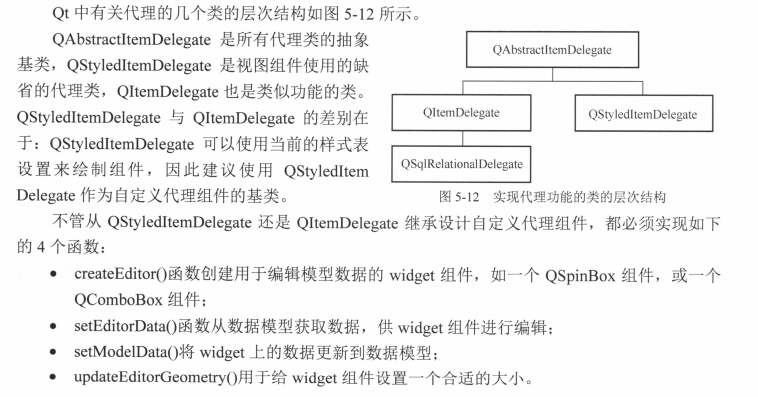 Qt 中有关代理的几个类的层次结构如图 5-12 所示。
QAbstractItemDelegate 是所有代理类的抽象
基类，QStyledItemDelegate 是视图组件使用的缺
省的代理类，QItemDelegate 也是类似功能的类。
QStyledItemDelegate 与 QItemDelegate 的差别在
于：QStyledItemDelegate 可以使用当前的样式表
设置来绘制组件，因此建议使用 QStyledItem
Delegate 作为自定义代理组件的基类。
QAbstractItemDelegate
QItemDelegate
QStyledItemDelegate
QSqlRelationalDelegate
图 5-12 实现代理功能的类的层次结构
不管从 QStyledItemDelegate 还是 QItemDelegate 继承设计自定义代理组件，都必须实现如下
的 4 个函数：
• createEditor()函数创建用于编辑模型数据的 widget 组件，如一个 QSpinBox 组件，或一个
QComboBox 组件；
• setEditorData()函数从数据模型获取数据，供 widget 组件进行编辑；
• setModelData()将 widget 上的数据更新到数据模型；
• updateEditorGeometry()用于给 widget 组件设置一个合适的大小。